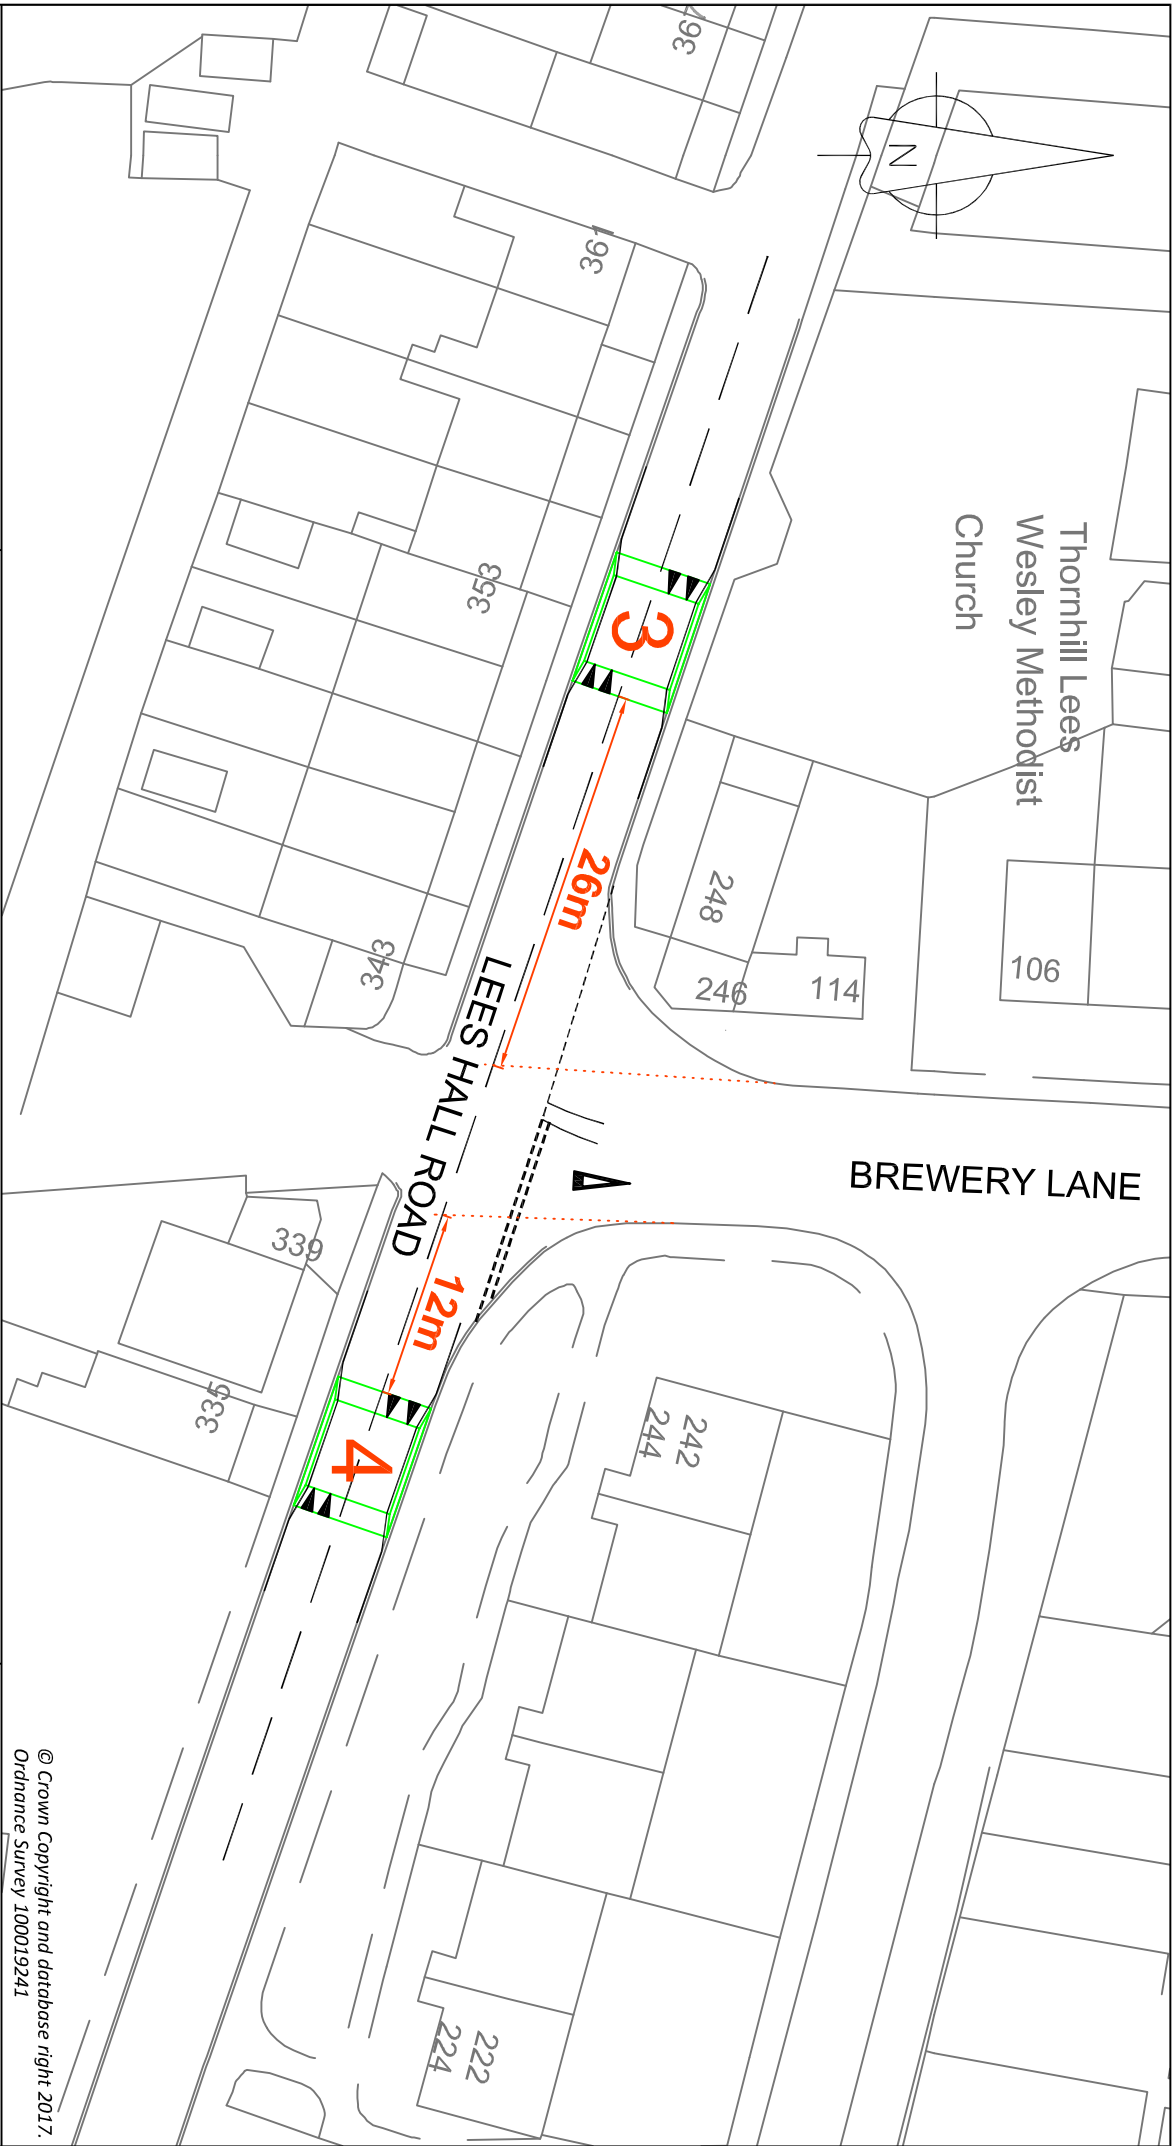 367
N
361
Thornhill Lees
Wesley Methodist
Church
353
3
26m
248
246
114
106
343
LEES HALL ROAD
BREWERY LANE
339
12m
335
4
242
244
222
224
© Crown Copyright and database right 2017.
Ordnance Survey 100019241